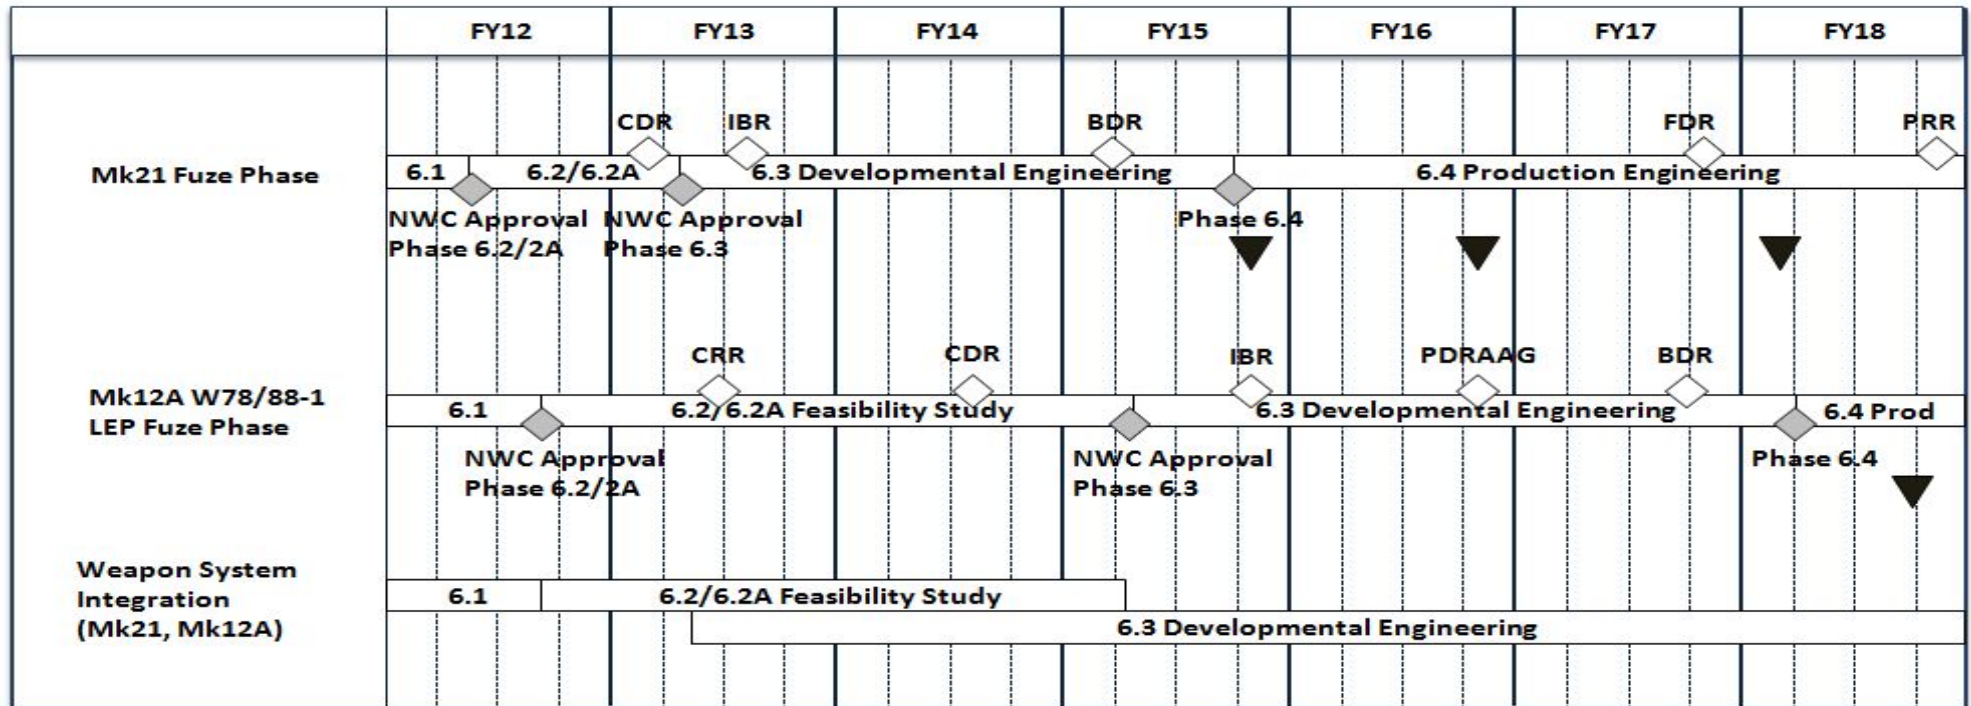 FY12 FY13 FY14 FY15 FY16 FY17 FY18
CDR IBR BDR FDR PRR
Mk21 Fuze Phase 6.1 6.2/6.2A 6.3 Developmental Engineering 6.4 Production Engineering
NWC Approval NWC Approval Phase 6.4
Phase 6.2/2A Phase 6.3
CRR CDR IBR PDRAAG BDR
Mk12A W78/88-1 6.1 6.2/6.2A Feasibility Study 6.3 Developmental Engineering 6.4 Prod
LEP Fuze Phase
NWC Approval NWC Approval Phase 6.4
Phase 6.2/2A Phase 6.3
Weapon System
Integration 6.1 6.2/6.2A Feasibility Study
(Mk21, Mk12A) 6.3 Developmental Engineering